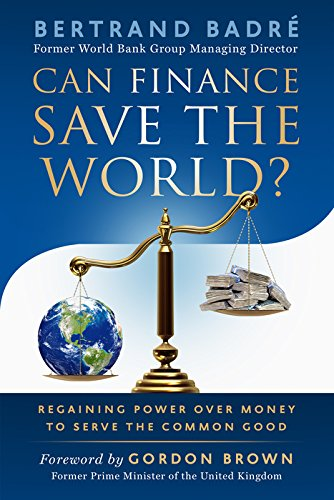 BERTRAND BADRÉ
Former World Bank Group Managing Director
CAN FINANCE
SAVE THE
WORLD?
REGAINING POWER OVER MONEY
TO SERVE THE COMMON GOOD
Foreword by GORDON BROWN
Former Prime Minister of the United Kingdom